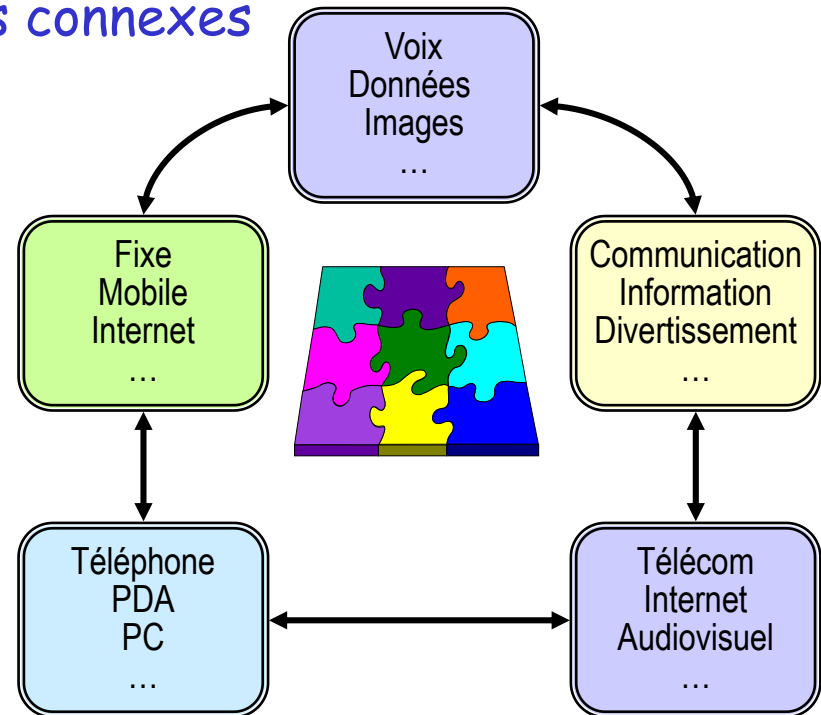 s connexes
Voix
Données
Images
…
Fixe
Mobile
Internet
…
Communication
Information
Divertissement
…
Téléphone
PDA
PC
…
Télécom
Internet
Audiovisuel
…